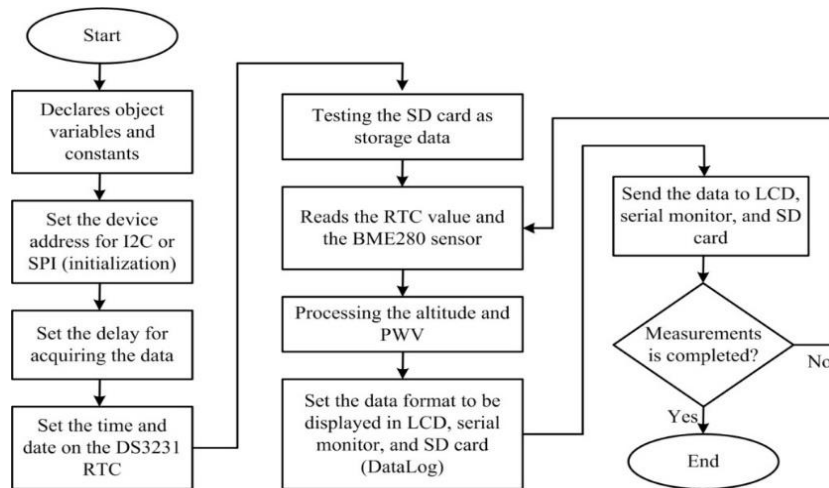 Start
Declares object
variables and
constants
Set the device
address for I2C or
SPI (initialization)
Set the delay for
acquiring the data
Set the time and
date on the DS3231
RTC
Testing the SD card as
storage data
Reads the RTC value and
the BME280 sensor
Processing the altitude and
PWV
Set the data format to be
displayed in LCD, serial
monitor, and SD card
(DataLog)
Send the data to LCD,
serial monitor, and SD
card
Measurements
is completed?
No
Yes
End